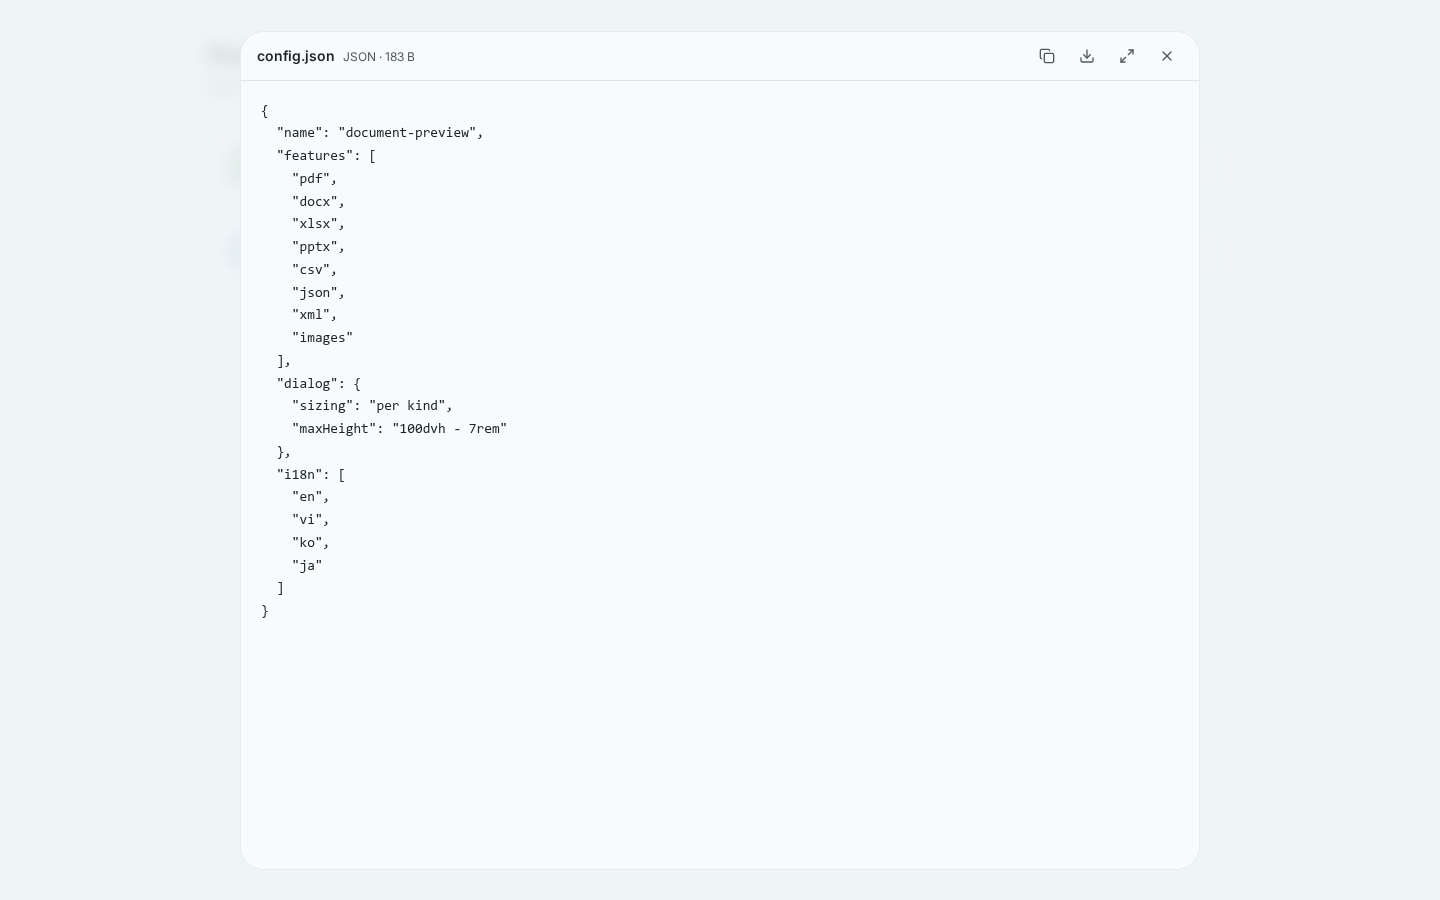 config.json JSON · 183 B
{
  "name": "document-preview",
  "features": [
    "pdf",
    "docx",
    "xlsx",
    "pptx",
    "csv",
    "json",
    "xml",
    "images"
  ],
  "dialog": {
    "sizing": "per kind",
    "maxHeight": "100dvh - 7rem"
  },
  "i18n": [
    "en",
    "vi",
    "ko",
    "ja"
  ]
}